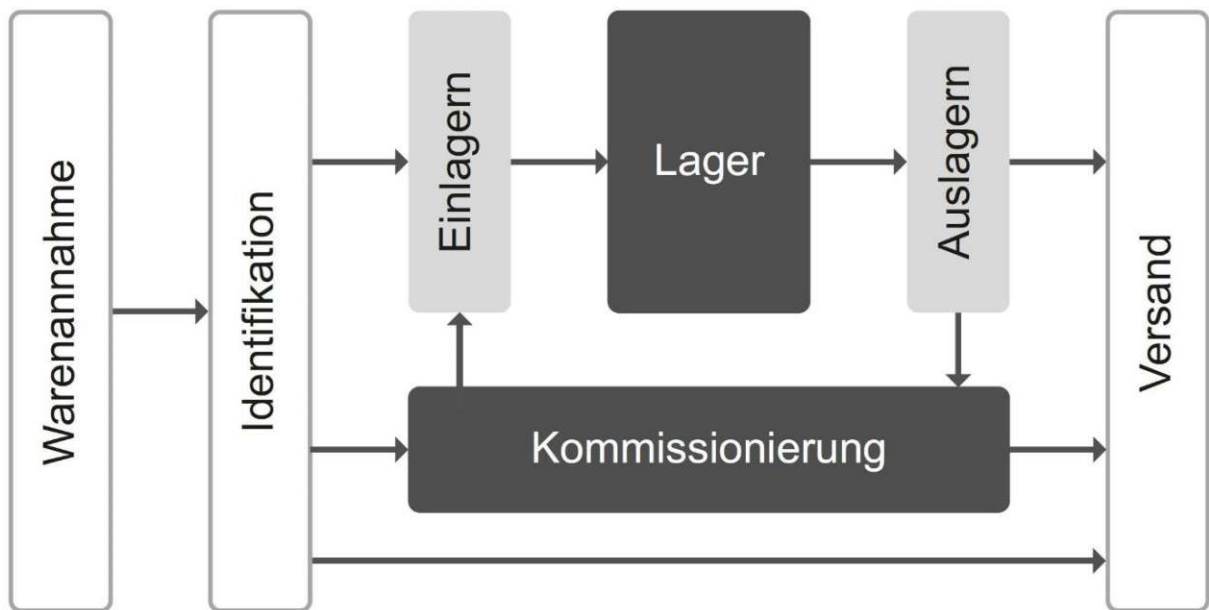 Warenannahme
Identifikation
Einlagern
Lager
Auslagern
Kommissionierung
Versand